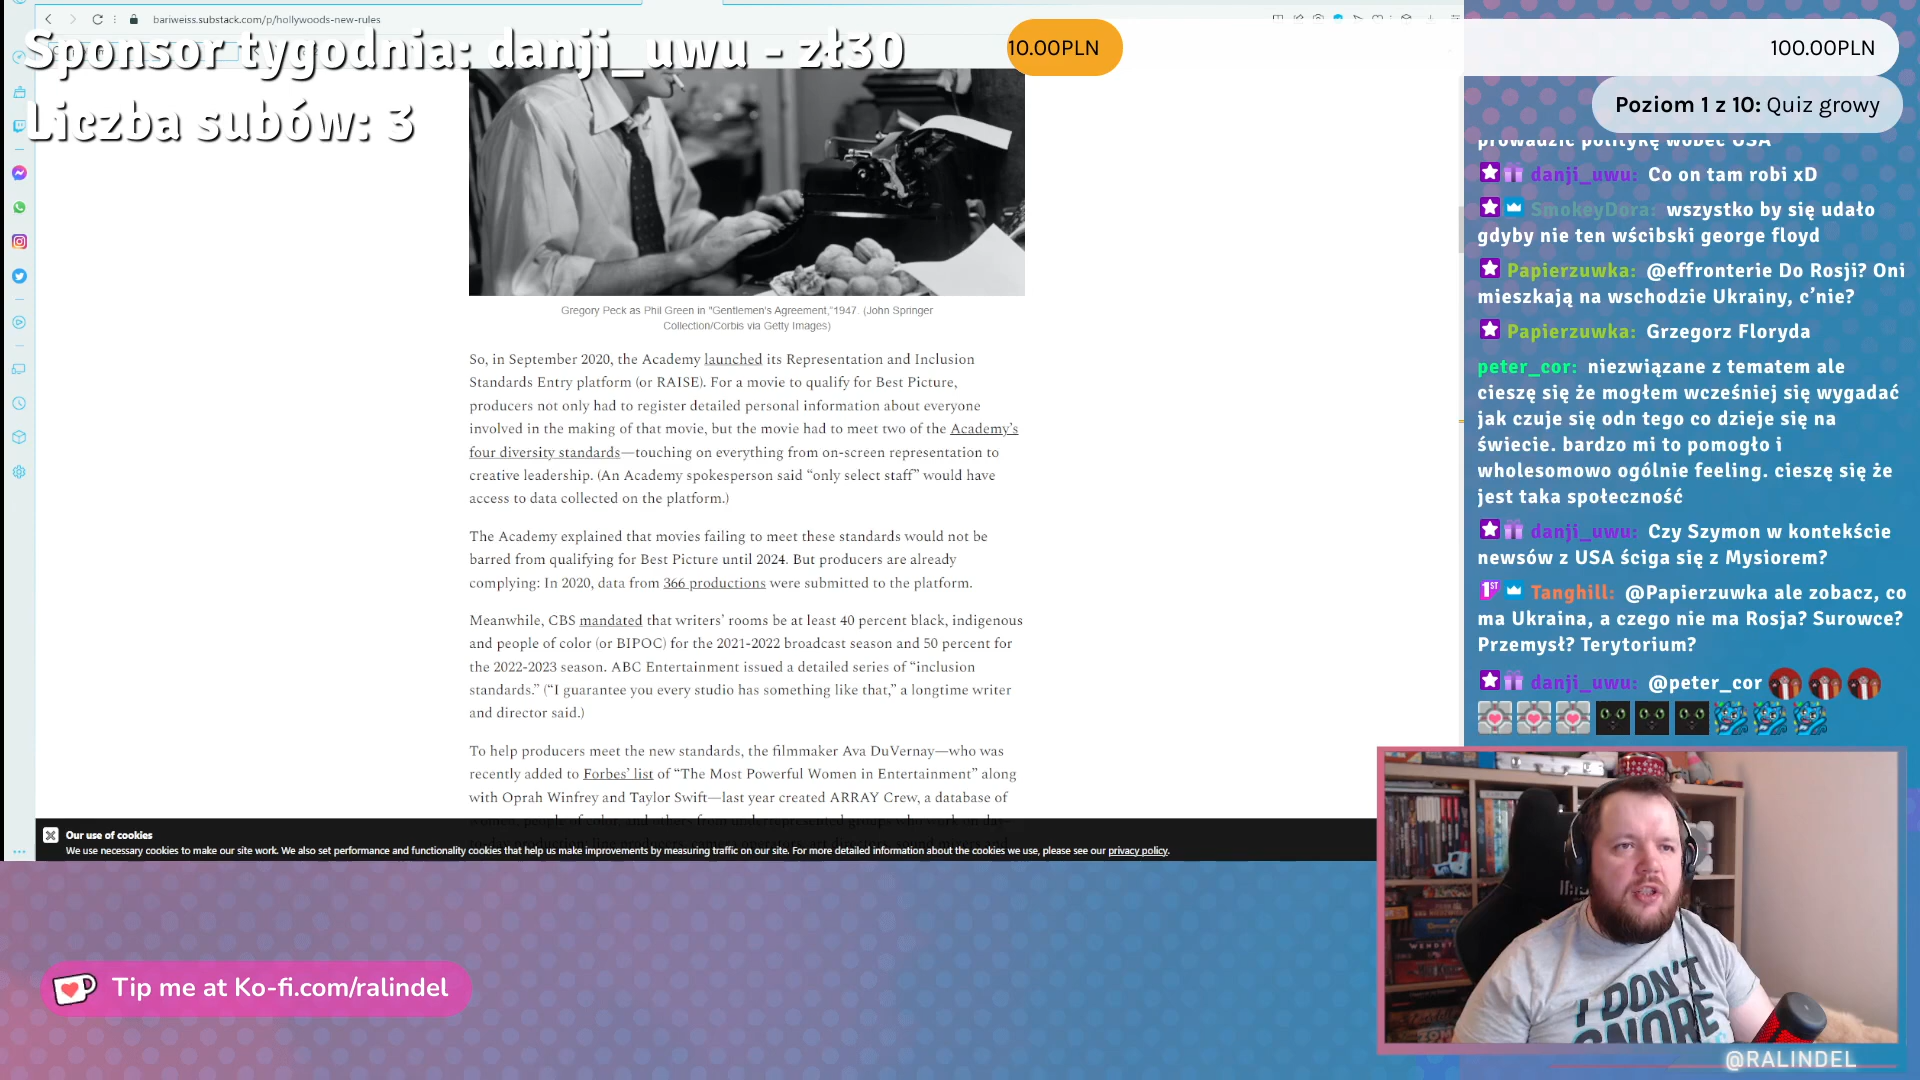 bariweiss.substack.com/p/hollywoods-new-rules
Sponsor tygodnia: danji_uwu - zł30
Liczba subów: 3
10.00PLN
100.00PLN
Poziom 1 z 10: Quiz growy
Gregory Peck as Phil Green in "Gentlemen's Agreement,"1947. (John Springer
Collection/Corbis via Getty Images)
So, in September 2020, the Academy launched its Representation and Inclusion
Standards Entry platform (or RAISE). For a movie to qualify for Best Picture,
producers not only had to register detailed personal information about everyone
involved in the making of that movie, but the movie had to meet two of the Academy's
four diversity standards—touching on everything from on-screen representation to
creative leadership. (An Academy spokesperson said “only select staff” would have
access to data collected on the platform.)
The Academy explained that movies failing to meet these standards would not be
barred from qualifying for Best Picture until 2024. But producers are already
complying: In 2020, data from 366 productions were submitted to the platform.
Meanwhile, CBS mandated that writers’ rooms be at least 40 percent black, indigenous
and people of color (or BIPOC) for the 2021-2022 broadcast season and 50 percent for
the 2022-2023 season. ABC Entertainment issued a detailed series of “inclusion
standards.” (“I guarantee you every studio has something like that,” a longtime writer
and director said.)
To help producers meet the new standards, the filmmaker Ava DuVernay—who was
recently added to Forbes’ list of “The Most Powerful Women in Entertainment” along
with Oprah Winfrey and Taylor Swift—last year created ARRAY Crew, a database of
women, people of color, and others from underrepresented groups who work on day-
Our use of cookies
We use necessary cookies to make our site work. We also set performance and functionality cookies that help us make improvements by measuring traffic on our site. For more detailed information about the cookies we use, please see our privacy policy.
prowadzić politykę wobec USA
danji_uwu: Co on tam robi xD
SmokeyDora: wszystko by się udało
gdyby nie ten wścibski george floyd
Papierzuwka: @effronterie Do Rosji? Oni
mieszkają na wschodzie Ukrainy, c’nie?
Papierzuwka: Grzegorz Floryda
peter_cor: niezwiązane z tematem ale
cieszę się że mogłem wcześniej się wygadać
jak czuje się odn tego co dzieje się na
świecie. bardzo mi to pomogło i
wholesomowo ogólnie feeling. cieszę się że
jest taka społeczność
danji_uwu: Czy Szymon w kontekście
newsów z USA ściga się z Mysiorem?
1ST Tanghill: @Papierzuwka ale zobacz, co
ma Ukraina, a czego nie ma Rosja? Surowce?
Przemysł? Terytorium?
danji_uwu: @peter_cor
Tip me at Ko-fi.com/ralindel
I DON'T
SNORE
@RALINDEL